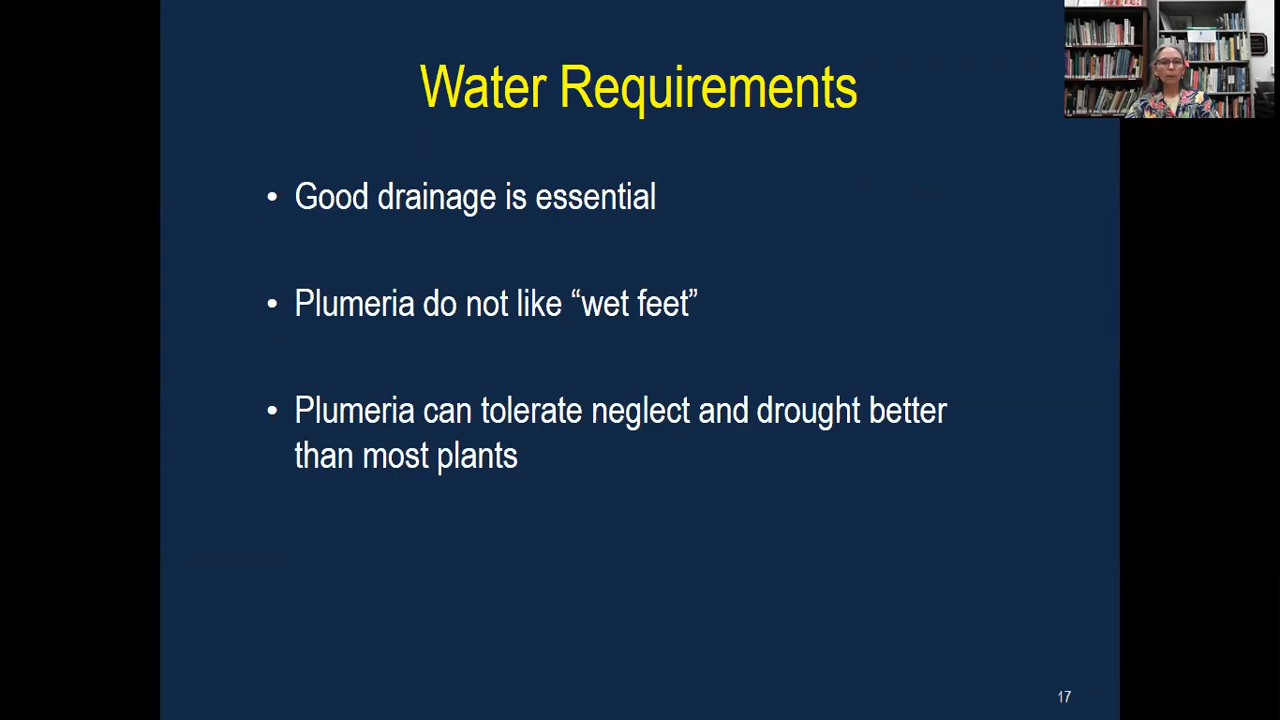 Water Requirements
• Good drainage is essential
• Plumeria do not like “wet feet”
• Plumeria can tolerate neglect and drought better
than most plants
17